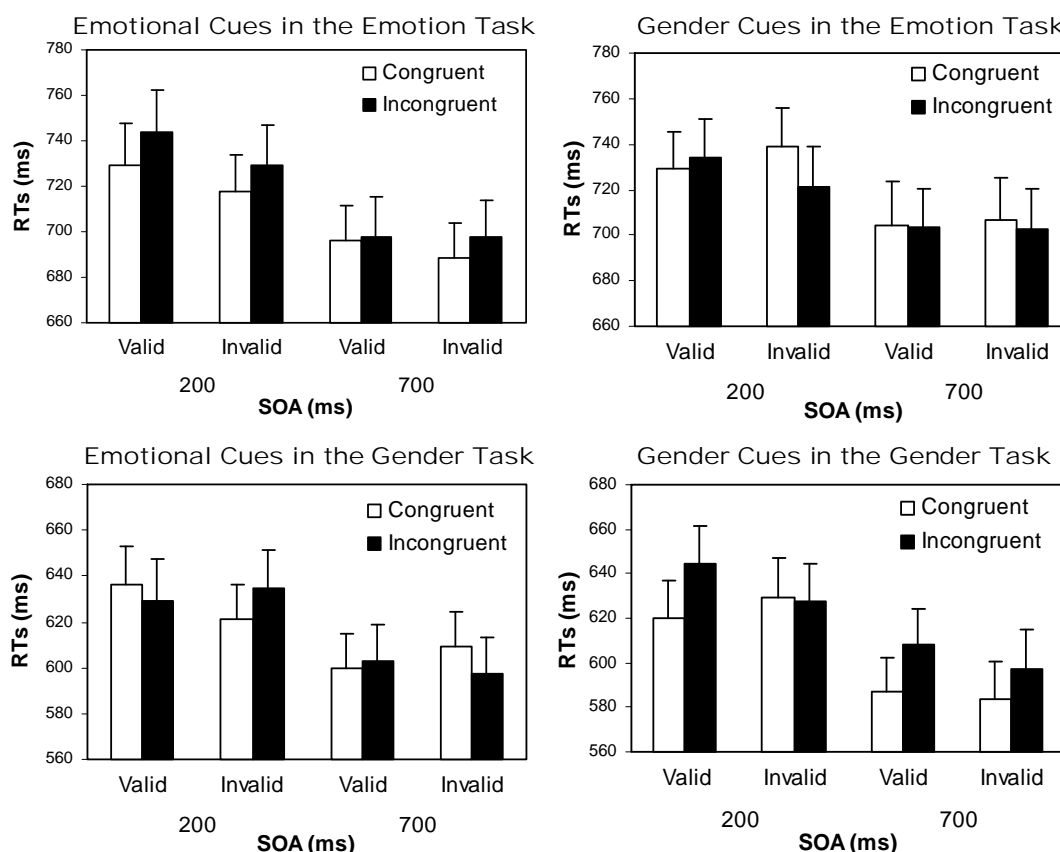 Emotional Cues in the Emotion Task
780
760
740
720
700
680
660
RTs (ms)
Congruent
Incongruent
Valid Invalid Valid Invalid
200 700
SOA (ms)
Gender Cues in the Emotion Task
780
760
740
720
700
680
660
RTs (ms)
Congruent
Incongruent
Valid Invalid Valid Invalid
200 700
SOA (ms)
Emotional Cues in the Gender Task
680
660
640
620
600
580
560
RTs (ms)
Congruent
Incongruent
Valid Invalid Valid Invalid
200 700
SOA (ms)
Gender Cues in the Gender Task
680
660
640
620
600
580
560
RTs (ms)
Congruent
Incongruent
Valid Invalid Valid Invalid
200 700
SOA (ms)